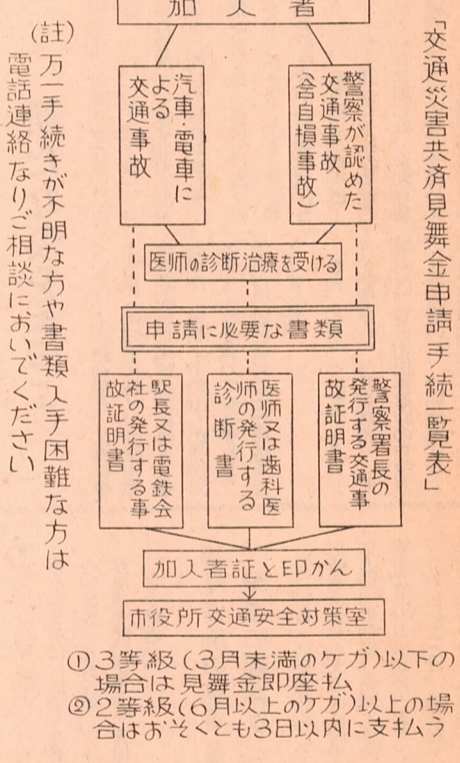 「交通災害共済見舞金申請手続一覧表」
加入者
警察が認めた
交通事故
(含自損事故)
汽車・電車に
よる
交通事故
医師の診断治療を受ける
申請に必要な書類
警察署長の
発行する交通事
故証明書
医師又は歯科医
師の発行する
診断書
駅長又は電鉄会
社の発行する事
故証明書
加入者証と印かん
市役所交通安全対策室
(註)万一手続きが不明な方や書類入手困難な方は
電話連絡なりご相談においでください
①3等級(3月未満のケガ)以下の
場合は見舞金即座払
②2等級(6月以上のケガ)以上の場
合はおそくとも3日以内に支払う